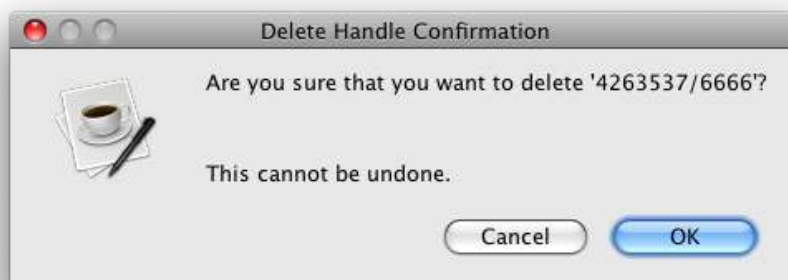 Delete Handle Confirmation
Are you sure that you want to delete '4263537/6666'?
This cannot be undone.
Cancel OK